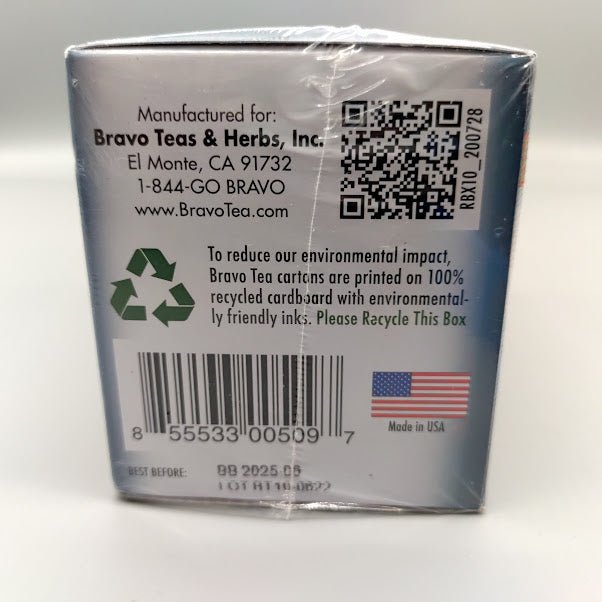 Manufactured for:
Bravo Teas & Herbs, Inc.
El Monte, CA 91732
1-844-GO BRAVO
www.BravoTea.com
RBXT0_200728
To reduce our environmental impact,
Bravo Tea cartons are printed on 100%
recycled cardboard with environmental-
ly friendly inks. Please Recycle This Box
8 55533 00509 7
Made in USA
BEST BEFORE: BB 2025.06
LOT